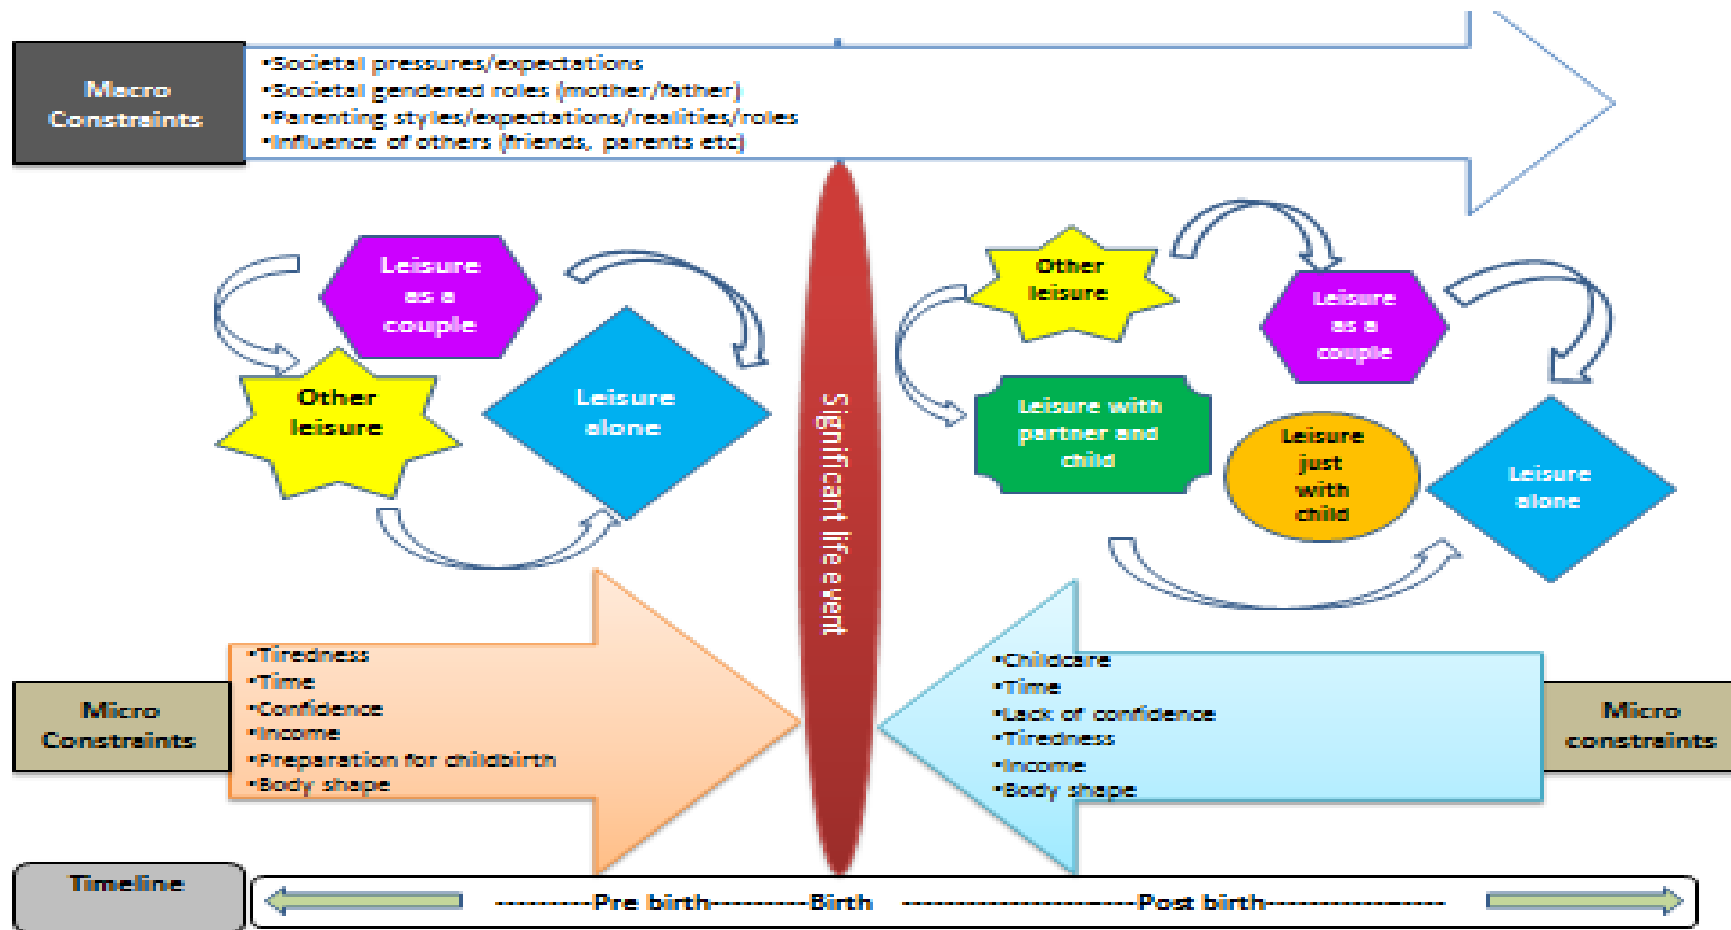 Macro
Constraints
•Societal pressures/expectations
•Societal gendered roles (mother/father)
•Parenting styles/expectations/realities/roles
•Influence of others (friends, parents etc)
Leisure
as a
couple
Other
leisure
Leisure
alone
Significant life event
Other
leisure
Leisure
as a
couple
Leisure with
partner and
child
Leisure
just
with
child
Leisure
alone
Micro
Constraints
•Tiredness
•Time
•Confidence
•Income
•Preparation for childbirth
•Body shape
•Childcare
•Time
•Lack of confidence
•Tiredness
•Income
•Body shape
Micro
constraints
Timeline
---------Pre birth---------Birth ---------------------Post birth----------------